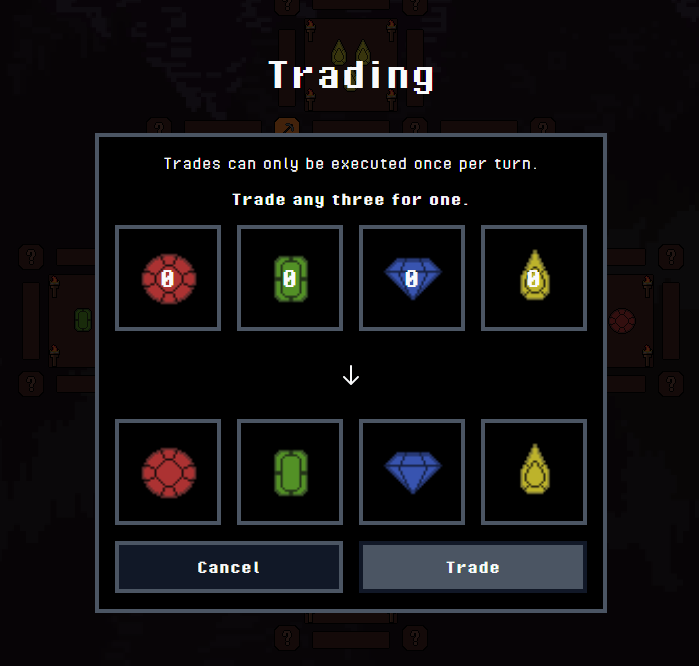 Trading
Trades can only be executed once per turn.
Trade any three for one.
0 0 0 0
Cancel Trade